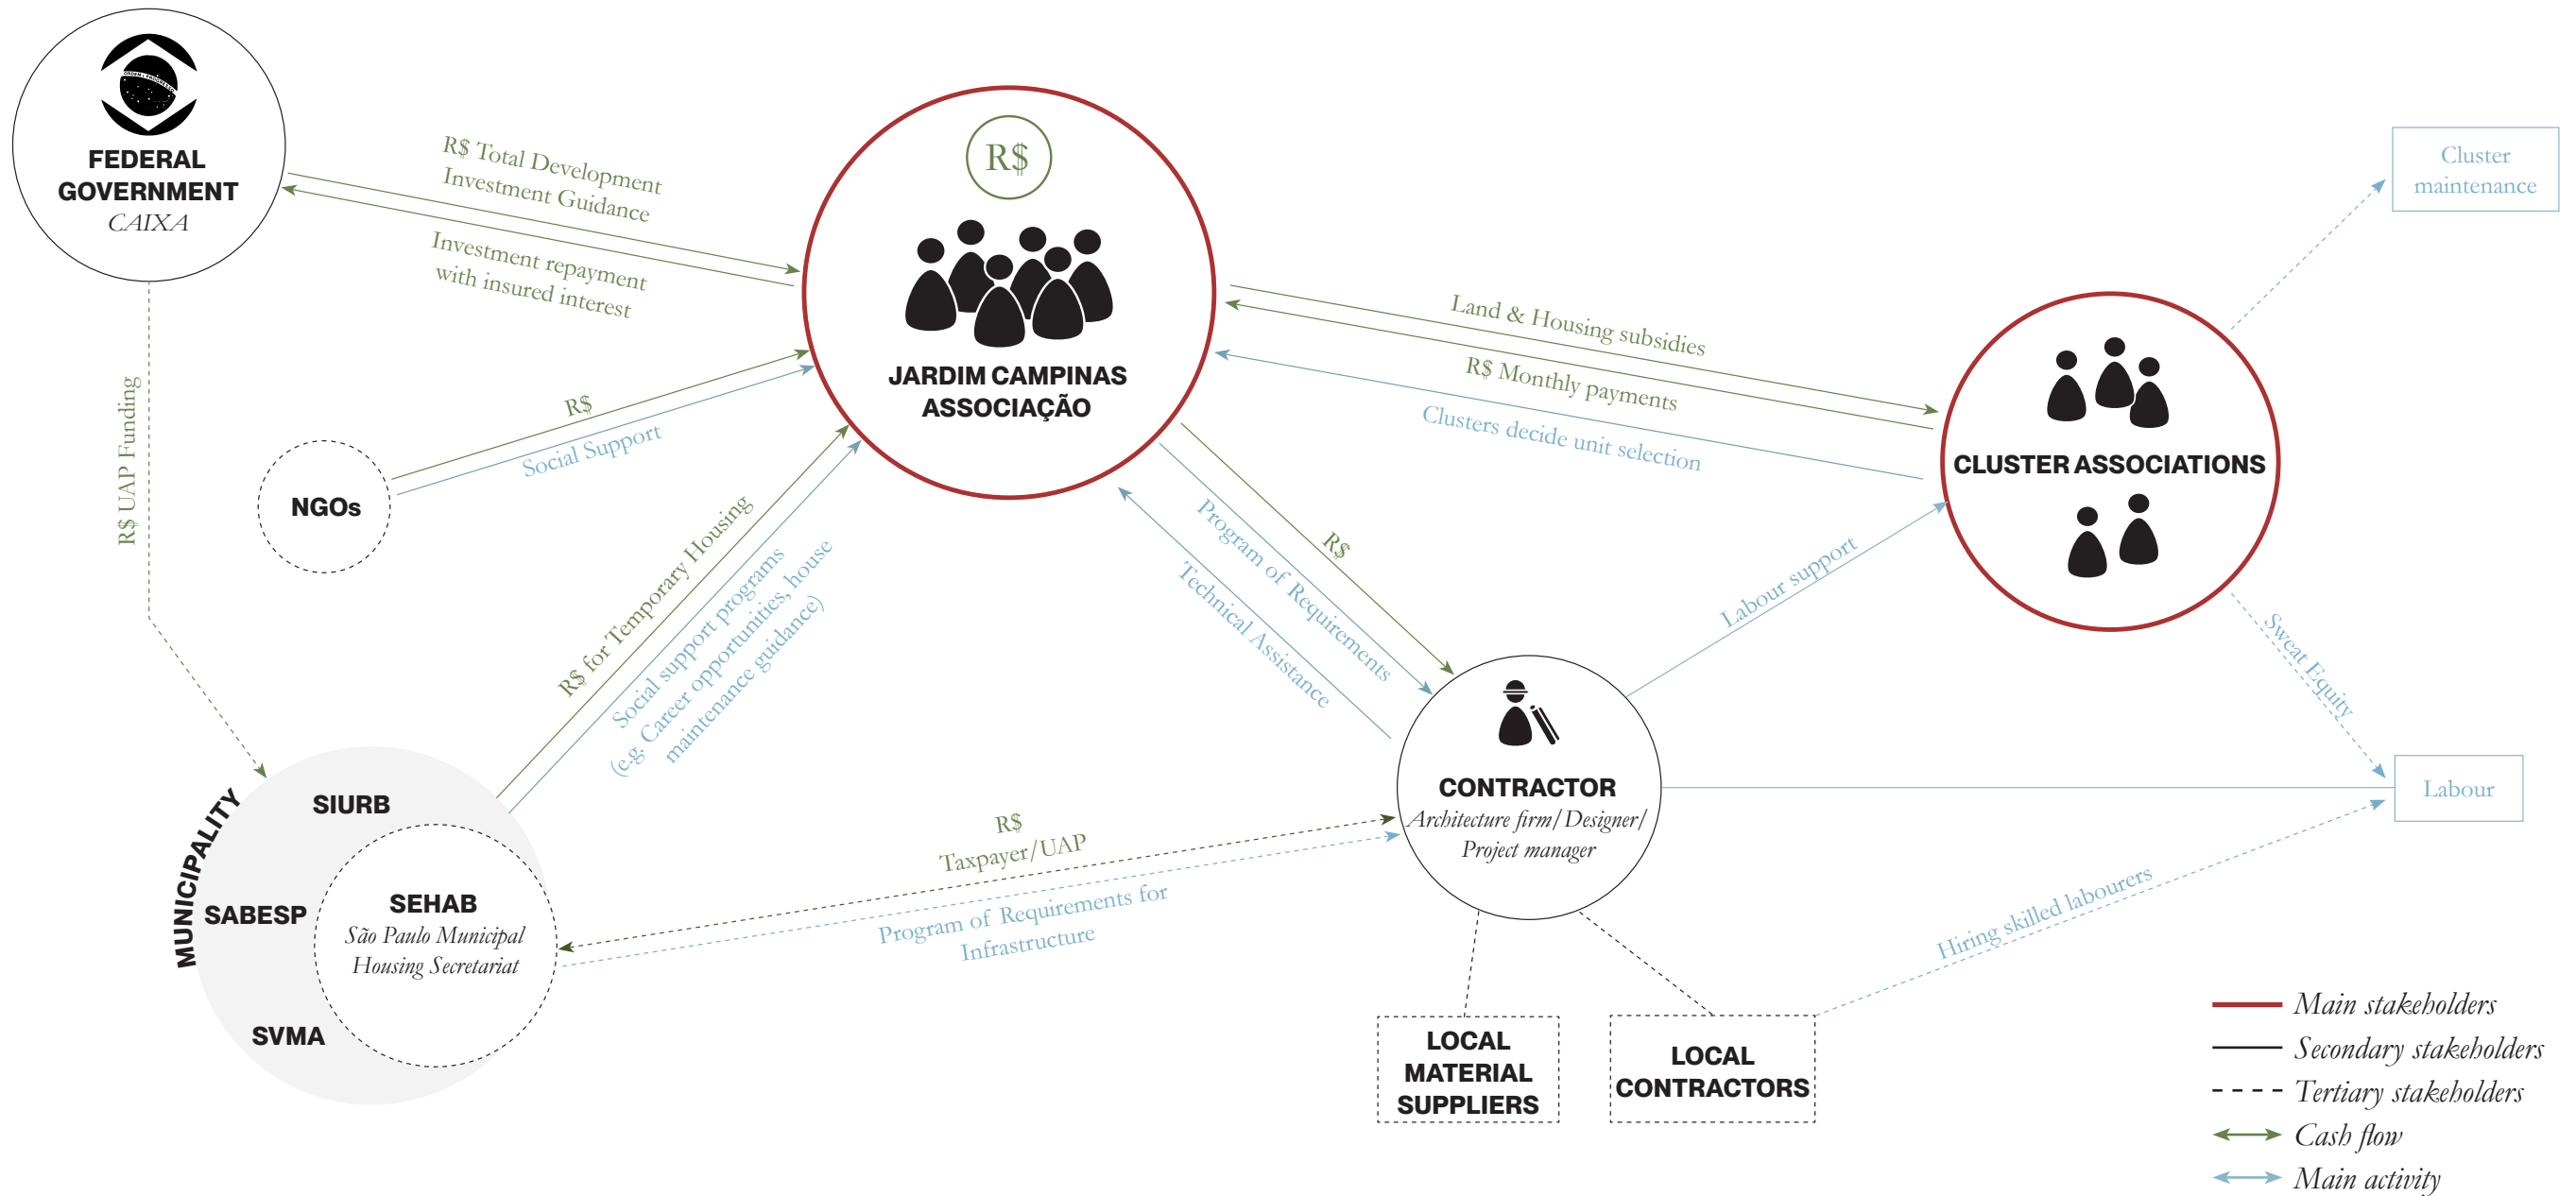 ORDEM E PROGRESSO
FEDERAL
GOVERNMENT
CAIXA
R$ Total Development
Investment Guidance
Investment repayment
with insured interest
R$
JARDIM CAMPINAS
ASSOCIAÇÃO
Cluster
maintenance
Land & Housing subsidies
R$ Monthly payments
Clusters decide unit selection
CLUSTER ASSOCIATIONS
R$ UAP Funding
NGOs
R$
Social Support
R$ for Temporary Housing
Social support programs
(e.g. Career opportunities, house
maintenance guidance)
R$
Program of Requirements
Technical Assistance
Labour support
Sweat Equity
Labour
MUNICIPALITY
SIURB
SABESP
SVMA
SEHAB
São Paulo Municipal
Housing Secretariat
R$
Taxpayer/UAP
Program of Requirements for
Infrastructure
CONTRACTOR
Architecture firm/Designer/
Project manager
Hiring skilled labourers
LOCAL
MATERIAL
SUPPLIERS
LOCAL
CONTRACTORS
Main stakeholders
Secondary stakeholders
Tertiary stakeholders
Cash flow
Main activity